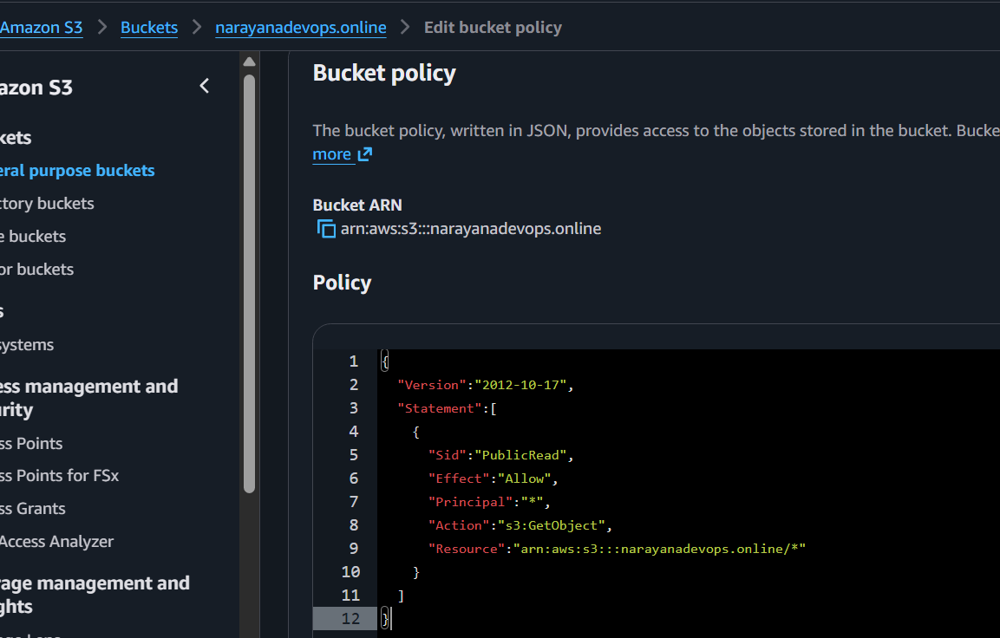 Amazon S3 > Buckets > narayanadevops.online > Edit bucket policy
azon S3
kets
eral purpose buckets
ctory buckets
e buckets
or buckets
s
systems
ess management and
urity
ss Points
ss Points for FSx
ss Grants
Access Analyzer
rage management and
ghts
Bucket policy
The bucket policy, written in JSON, provides access to the objects stored in the bucket. Bucke
more
Bucket ARN
arn:aws:s3:::narayanadevops.online
Policy
1 {
2 "Version":"2012-10-17",
3 "Statement":[
4 {
5 "Sid":"PublicRead",
6 "Effect":"Allow",
7 "Principal":"*",
8 "Action":"s3:GetObject",
9 "Resource":"arn:aws:s3:::narayanadevops.online/*"
10 }
11 ]
12 }